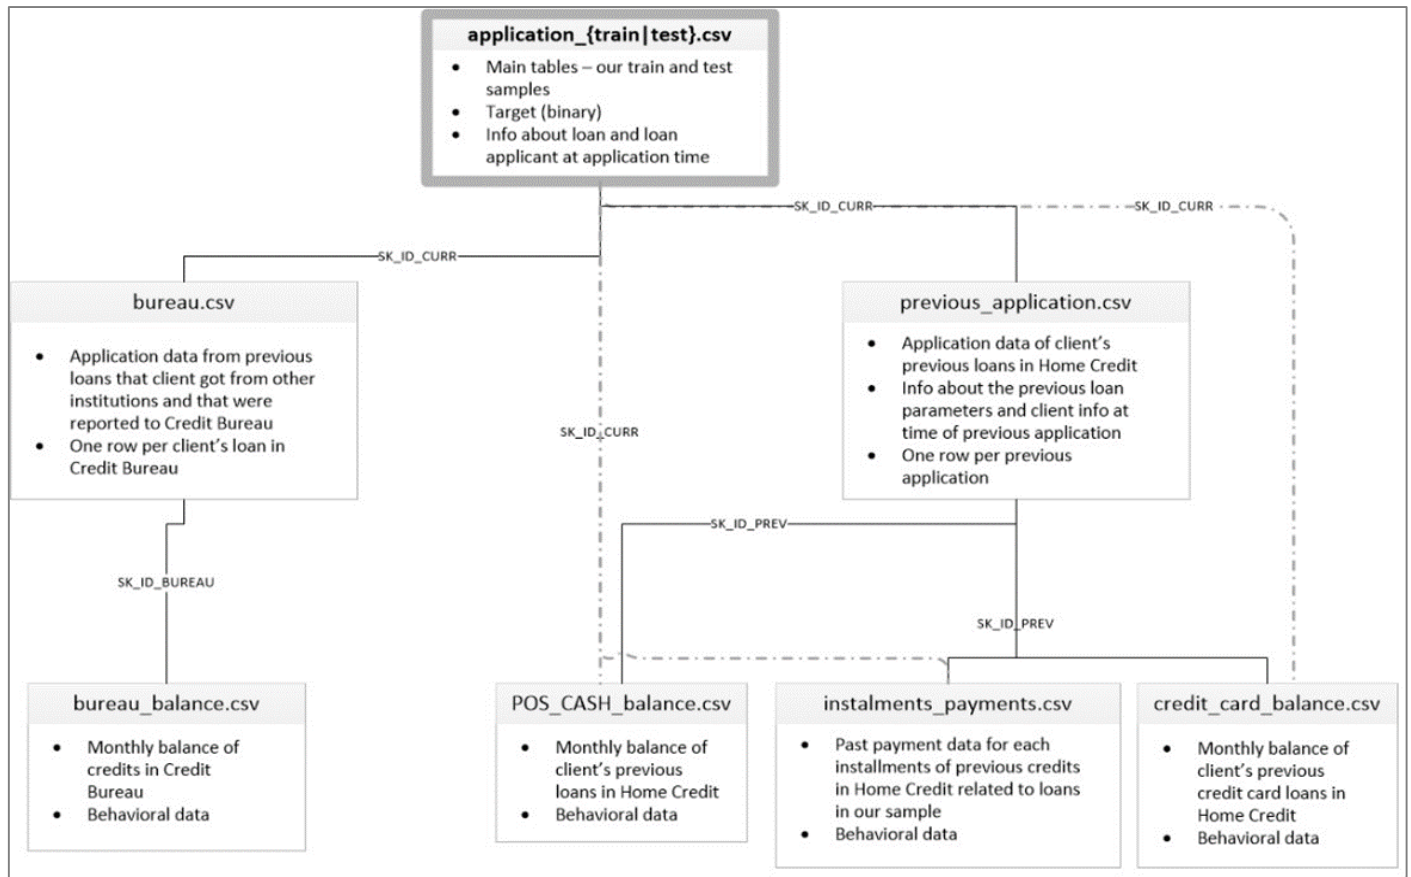 application_{train|test}.csv
• Main tables – our train and test
samples
• Target (binary)
• Info about loan and loan
applicant at application time
SK_ID_CURR
SK_ID_CURR
SK_ID_CURR
bureau.csv
• Application data from previous
loans that client got from other
institutions and that were
reported to Credit Bureau
• One row per client's loan in
Credit Bureau
previous_application.csv
• Application data of client's
previous loans in Home Credit
• Info about the previous loan
parameters and client info at
time of previous application
• One row per previous
application
SK_ID_CURR
SK_ID_PREV
SK_ID_BUREAU
SK_ID_PREV
bureau_balance.csv
• Monthly balance of
credits in Credit
Bureau
• Behavioral data
POS_CASH_balance.csv
• Monthly balance of
client's previous
loans in Home Credit
• Behavioral data
instalments_payments.csv
• Past payment data for each
installments of previous credits
in Home Credit related to loans
in our sample
• Behavioral data
credit_card_balance.csv
• Monthly balance of
client's previous
credit card loans in
Home Credit
• Behavioral data